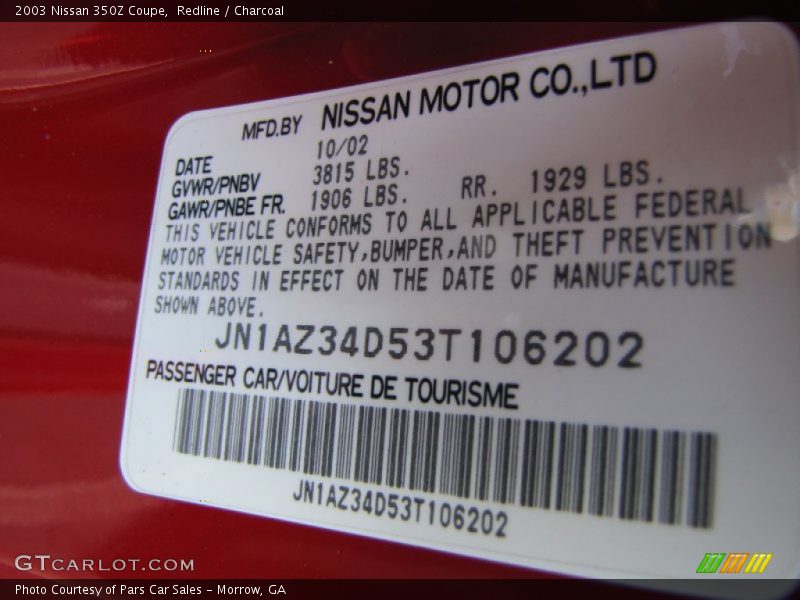 2003 Nissan 350Z Coupe, Redline / Charcoal
MFD.BY NISSAN MOTOR CO.,LTD
DATE 10/02
GVWR/PNBV 3815 LBS.
GAWR/PNBE FR. 1906 LBS. RR. 1929 LBS.
THIS VEHICLE CONFORMS TO ALL APPLICABLE FEDERAL
MOTOR VEHICLE SAFETY,BUMPER,AND THEFT PREVENTION
STANDARDS IN EFFECT ON THE DATE OF MANUFACTURE
SHOWN ABOVE.
JN1AZ34D53T106202
PASSENGER CAR/VOITURE DE TOURISME
JN1AZ34D53T106202
GTCARLOT.COM
Photo Courtesy of Pars Car Sales - Morrow, GA